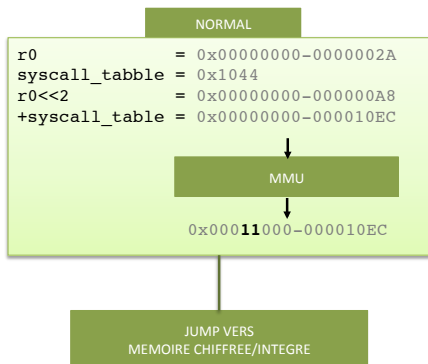 NORMAL
r0 = 0x00000000-0000002A
syscall_tabble = 0x1044
r0<<2 = 0x00000000-000000A8
+syscall_table = 0x00000000-000010EC
MMU
0x00011000-000010EC
JUMP VERS
MEMOIRE CHIFFREE/INTEGRE